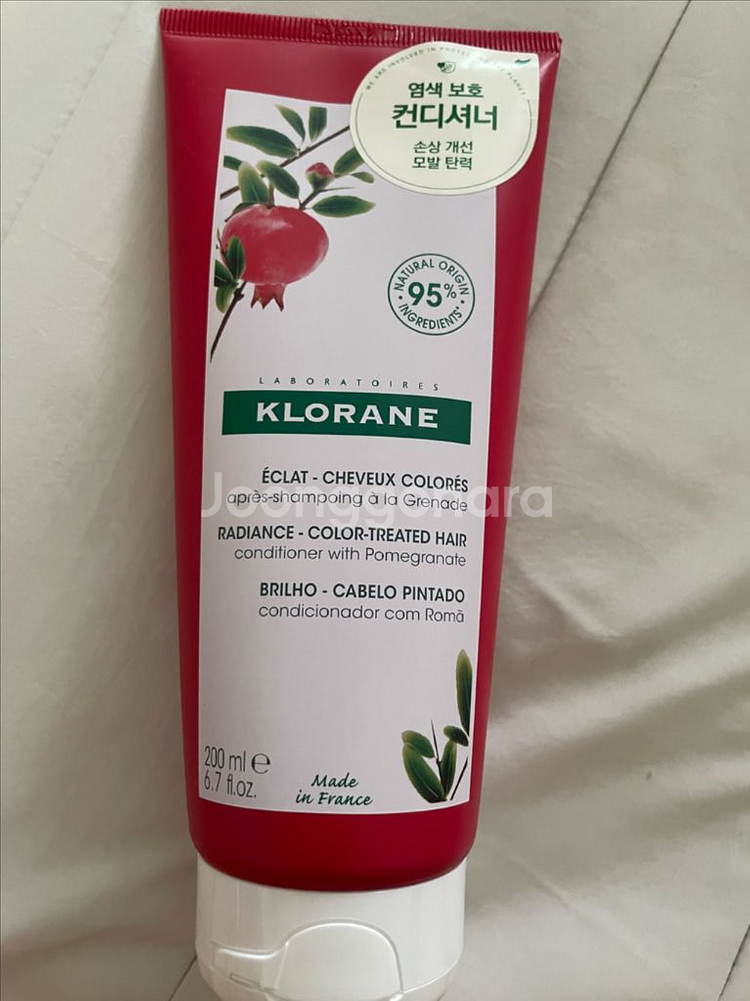 염색 보호
컨디셔너
손상 개선
모발 탄력
NATURAL ORIGIN
95%
INGREDIENTS*
LABORATOIRES
KLORANE
ÉCLAT - CHEVEUX COLORÉS
après-shampoing à la Grenade
Joonggonara
RADIANCE - COLOR-TREATED HAIR
conditioner with Pomegranate
BRILHO - CABELO PINTADO
condicionador com Romã
200 ml e
6.7 fl.oz.
Made
in France